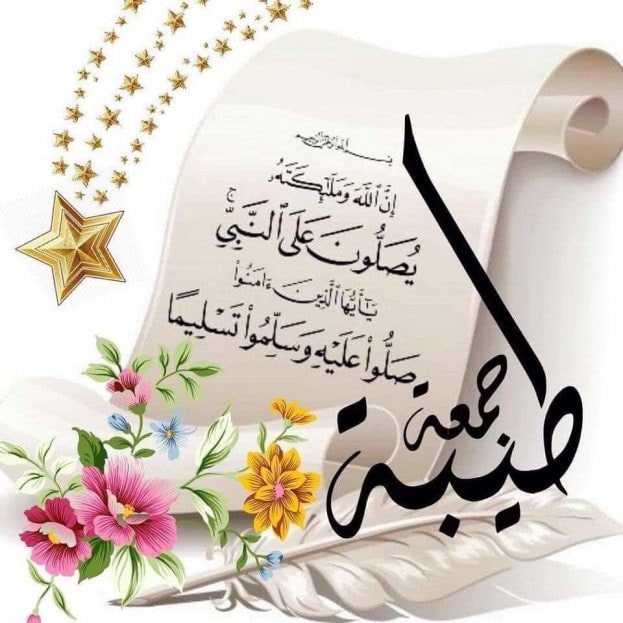 بسم الله الرحمن الرحيم
إِنَّ ٱللَّهَ وَمَلَٰٓئِكَتَهُۥ
يُصَلُّونَ عَلَى ٱلنَّبِيِّۚ
يَٰٓأَيُّهَا ٱلَّذِينَ ءَامَنُوا۟
صَلُّوا۟ عَلَيْهِ وَسَلِّمُوا۟ تَسْلِيمًا
جمعة
طيبة